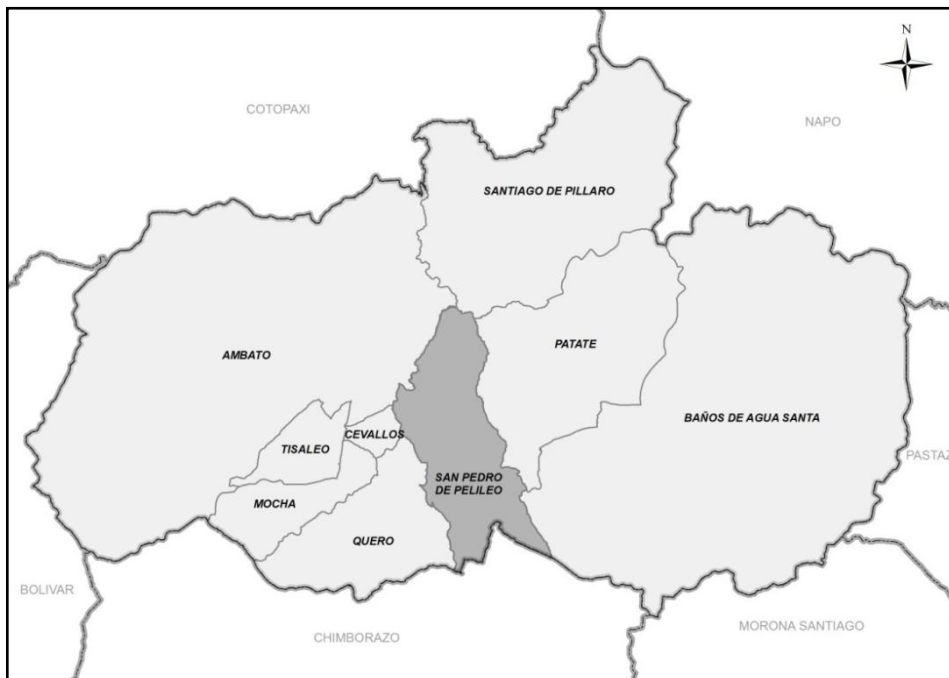 N
COTOPAXI
NAPO
SANTIAGO DE PILLARO
AMBATO
PATATE
BAÑOS DE AGUA SANTA
CEVALLOS
TISALEO
PASTAZ
SAN PEDRO
DE PELILEO
MOCHA
QUERO
BOLIVAR
CHIMBORAZO
MORONA SANTIAGO